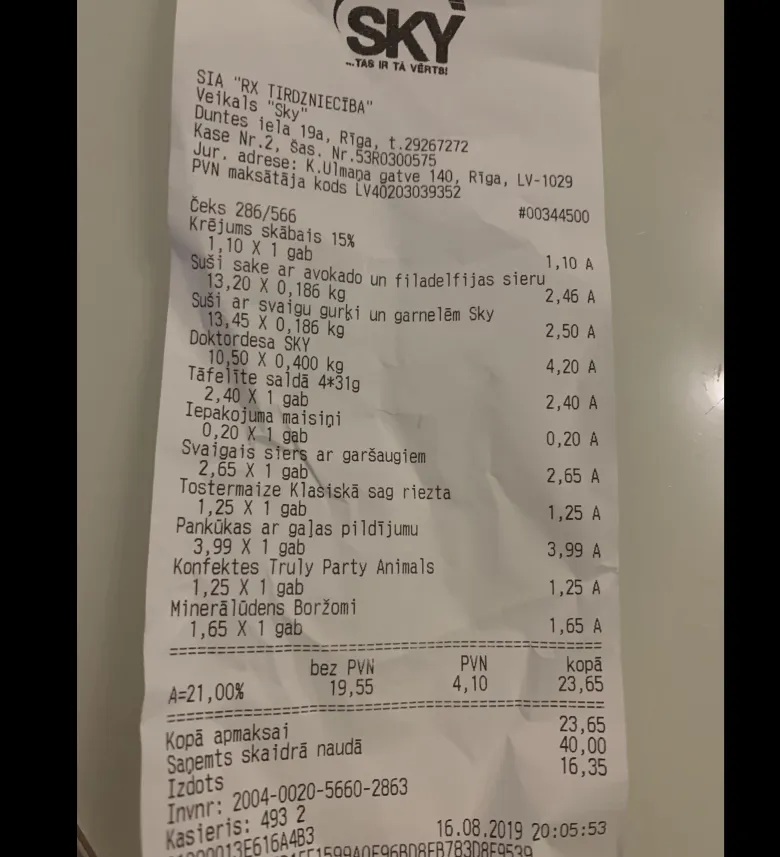 SKY
...TAS IR TĀ VĒRTS!
SIA "RX TIRDZNIECĪBA"
Veikals "Sky"
Duntes iela 19a, Rīga, t.29267272
Kase Nr.2, šas. Nr.53R0300575
Jur. adrese: K.Ulmaņa gatve 140, Rīga, LV-1029
PVN maksātāja kods LV40203039352
Čeks 286/566 #00344500
Krējums skābais 15%
1,10 X 1 gab 1,10 A
Suši sake ar avokado un filadelfijas sieru
13,20 X 0,186 kg 2,46 A
Suši ar svaigu gurķi un garnelēm Sky
13,45 X 0,186 kg 2,50 A
Doktordesa SKY
10,50 X 0,400 kg 4,20 A
Tāfelīte saldā 4*31g
2,40 X 1 gab 2,40 A
Iepakojuma maisiņi
0,20 X 1 gab 0,20 A
Svaigais siers ar garšaugiem
2,65 X 1 gab 2,65 A
Tostermaize Klasiskā sag riezta
1,25 X 1 gab 1,25 A
Pankūkas ar gaļas pildījumu
3,99 X 1 gab 3,99 A
Konfektes Truly Party Animals
1,25 X 1 gab 1,25 A
Minerālūdens Boržomi
1,65 X 1 gab 1,65 A
bez PVN PVN kopā
A=21,00% 19,55 4,10 23,65
Kopā apmaksai 23,65
Saņemts skaidrā naudā 40,00
Izdots 16,35
Invnr: 2004-0020-5660-2863
Kasieris: 493 2 16.08.2019 20:05:53